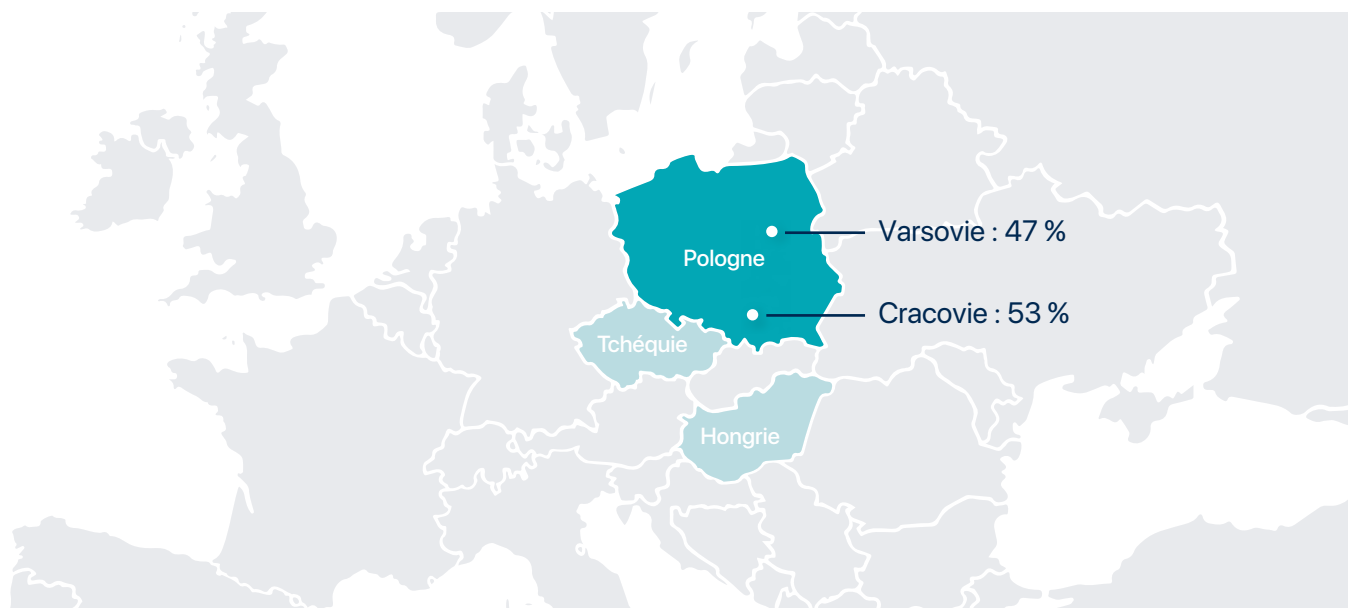 Varsovie : 47 %
Pologne
Cracovie : 53 %
Tchéquie
Hongrie